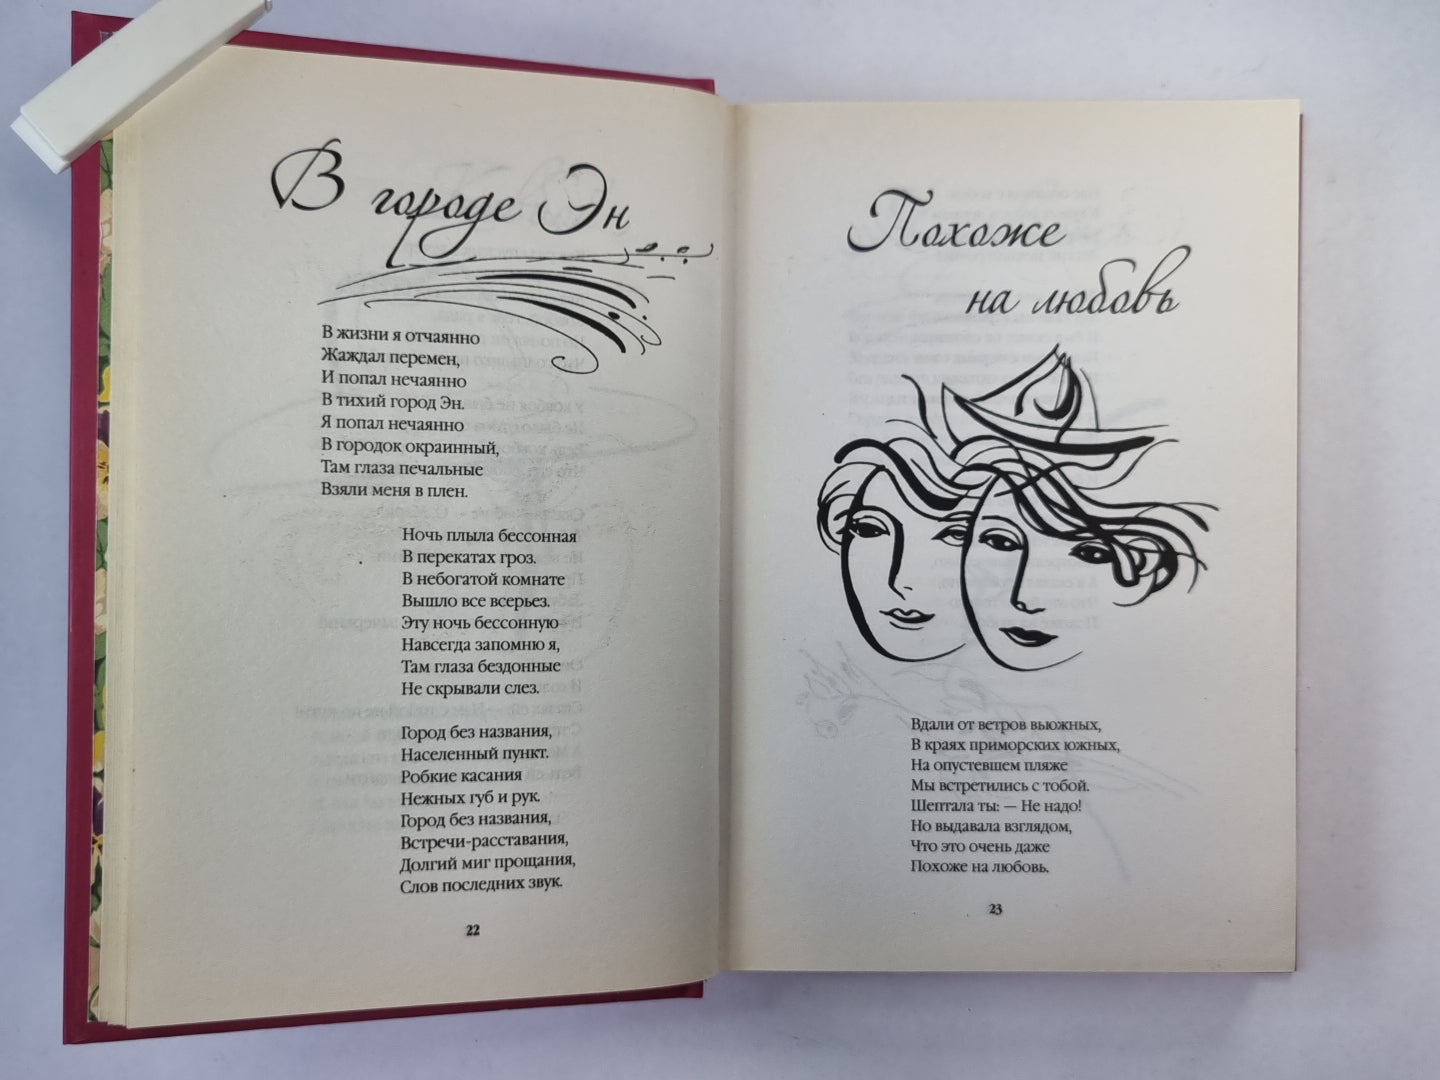 В городе Эн
В жизни я отчаянно
Жаждал перемен,
И попал нечаянно
В тихий город Эн.
Я попал нечаянно
В городок окраинный,
Там глаза печальные
Взяли меня в плен.
Ночь плыла бессонная
В перекатах гроз.
В небогатой комнате
Вышло все всерьез.
Эту ночь бессонную
Навсегда запомню я,
Там глаза бездонные
Не скрывали слез.
Город без названия,
Населенный пункт.
Робкие касания
Нежных губ и рук.
Город без названия,
Встречи-расставания,
Долгий миг прощания,
Слов последних звук.
22
Похоже
на любовь
Вдали от ветров вьюжных,
В краях приморских южных,
На опустевшем пляже
Мы встретились с тобой.
Шептала ты: — Не надо!
Но выдавала взглядом,
Что это очень даже
Похоже на любовь.
23